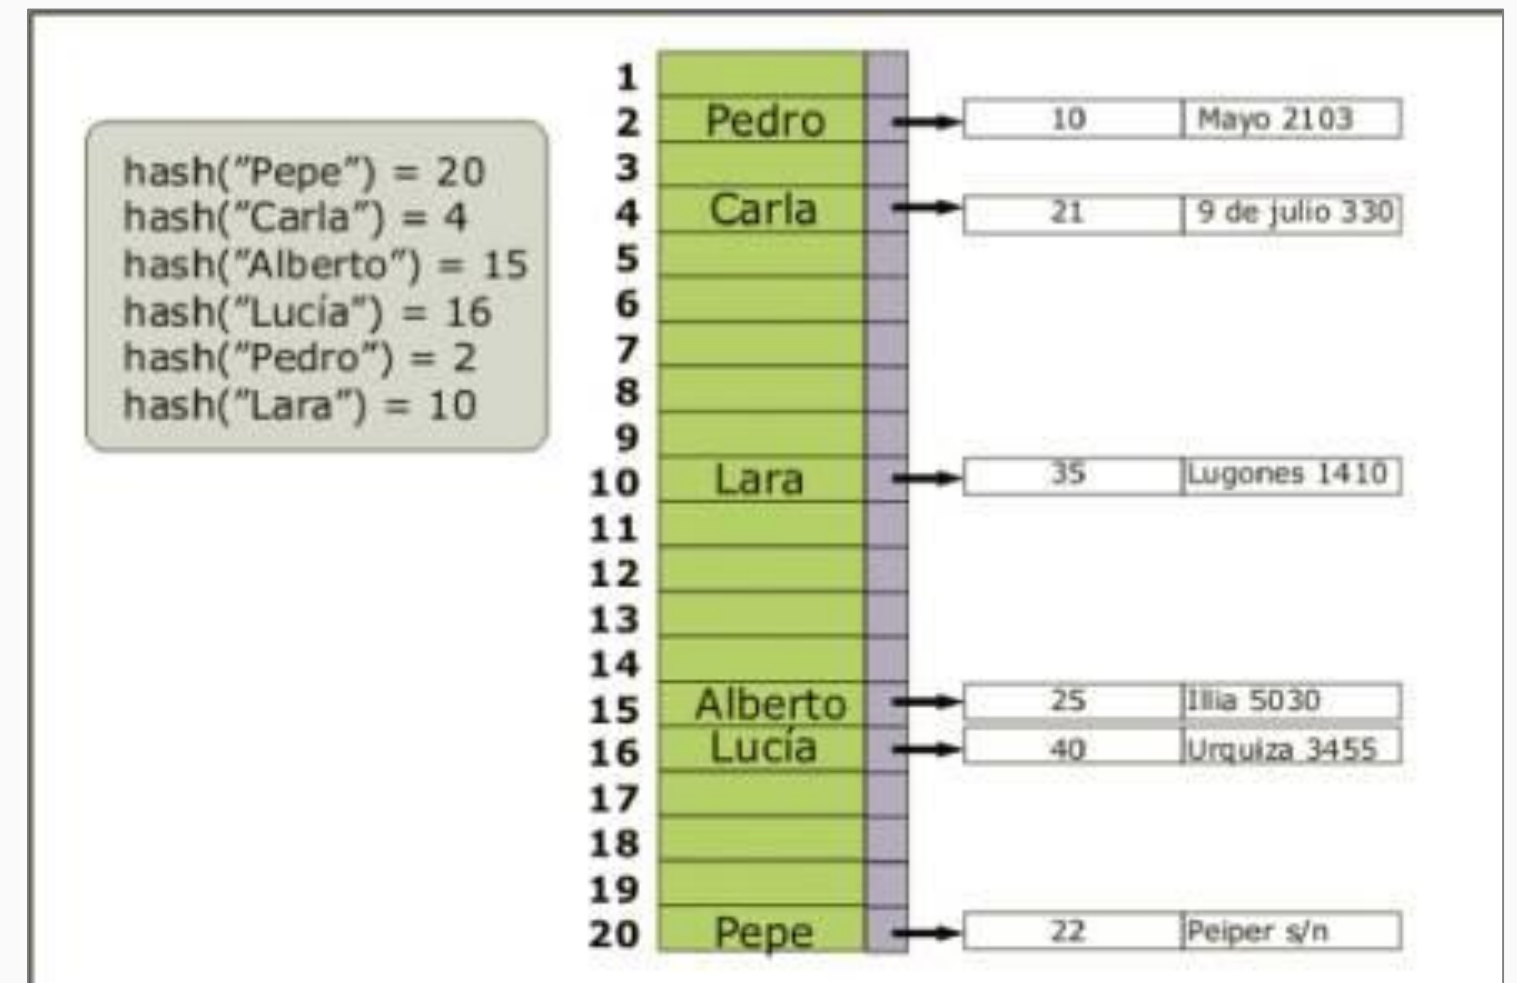 hash("Pepe") = 20
hash("Carla") = 4
hash("Alberto") = 15
hash("Lucía") = 16
hash("Pedro") = 2
hash("Lara") = 10
1
2 Pedro 10 Mayo 2103
3
4 Carla 21 9 de julio 330
5
6
7
8
9
10 Lara 35 Lugones 1410
11
12
13
14
15 Alberto 25 Illia 5030
16 Lucía 40 Urquiza 3455
17
18
19
20 Pepe 22 Peiper s/n